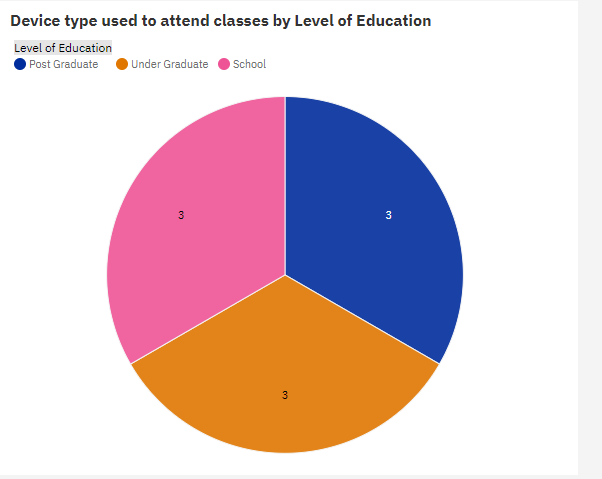 Device type used to attend classes by Level of Education
Level of Education
Post Graduate Under Graduate School
3 3
3